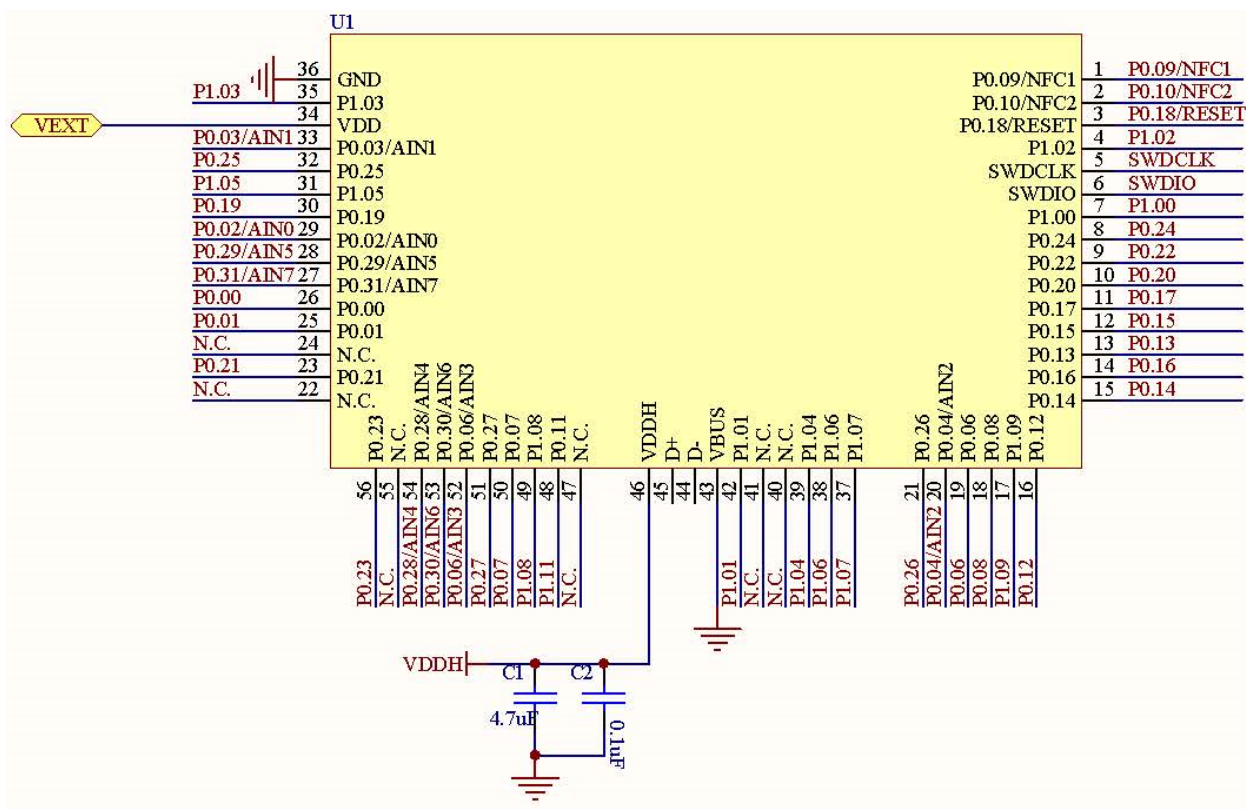 U1
36 GND
P1.03 35 P1.03
VEXT 34 VDD
P0.03/AIN1 33 P0.03/AIN1
P0.25 32 P0.25
P1.05 31 P1.05
P0.19 30 P0.19
P0.02/AIN0 29 P0.02/AIN0
P0.29/AIN5 28 P0.29/AIN5
P0.31/AIN7 27 P0.31/AIN7
P0.00 26 P0.00
P0.01 25 P0.01
N.C. 24 N.C.
P0.21 23 P0.21
N.C. 22 N.C.
P0.09/NFC1 1 P0.09/NFC1
P0.10/NFC2 2 P0.10/NFC2
P0.18/RESET 3 P0.18/RESET
P1.02 4 P1.02
SWDCLK 5 SWDCLK
SWDIO 6 SWDIO
P1.00 7 P1.00
P0.24 8 P0.24
P0.22 9 P0.22
P0.20 10 P0.20
P0.17 11 P0.17
P0.15 12 P0.15
P0.13 13 P0.13
P0.16 14 P0.16
P0.14 15 P0.14
P0.23 56 P0.23
N.C. 55 N.C.
P0.28/AIN4 54 P0.28/AIN4
P0.30/AIN6 53 P0.30/AIN6
P0.06/AIN3 52 P0.06/AIN3
P0.27 51 P0.27
P0.07 50 P0.07
P1.08 49 P1.08
P0.11 48 P1.11
N.C. 47 N.C.
VDDH 46
D+ 45
D- 44
VBUS 43
P1.01 42 P1.01
N.C. 41 N.C.
N.C. 40 N.C.
P1.04 39 P1.04
P1.06 38 P1.06
P1.07 37 P1.07
P0.26 21 P0.26
P0.04/AIN2 20 P0.04/AIN2
P0.06 19 P0.06
P0.08 18 P0.08
P1.09 17 P1.09
P0.12 16 P0.12
VDDH
C1
4.7uF
C2
0.1uF